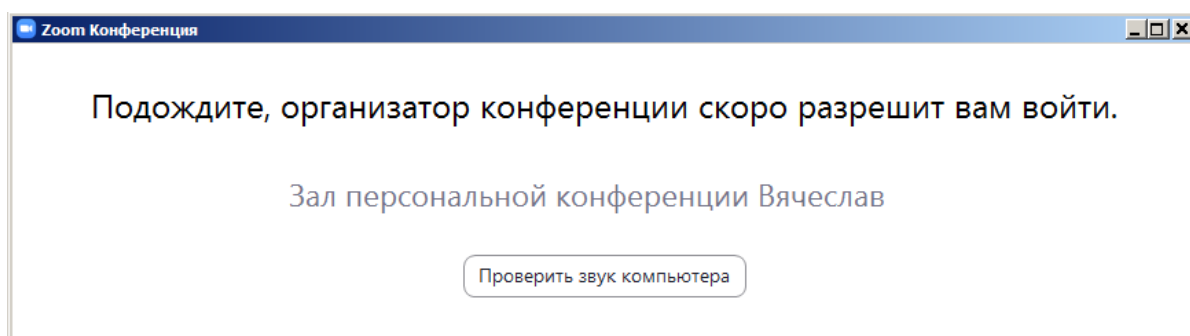 Zoom Конференция
Подождите, организатор конференции скоро разрешит вам войти.
Зал персональной конференции Вячеслав
Проверить звук компьютера